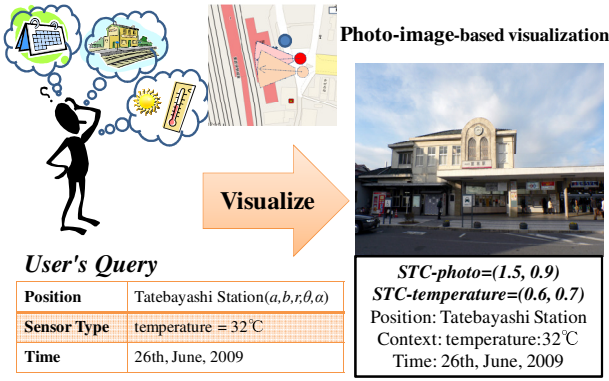 Photo-image-based visualization
?
?
Visualize
User's Query
Position Tatebayashi Station(a,b,r,θ,α)
Sensor Type temperature = 32℃
Time 26th, June, 2009
STC-photo=(1.5, 0.9)
STC-temperature=(0.6, 0.7)
Position: Tatebayashi Station
Context: temperature:32℃
Time: 26th, June, 2009